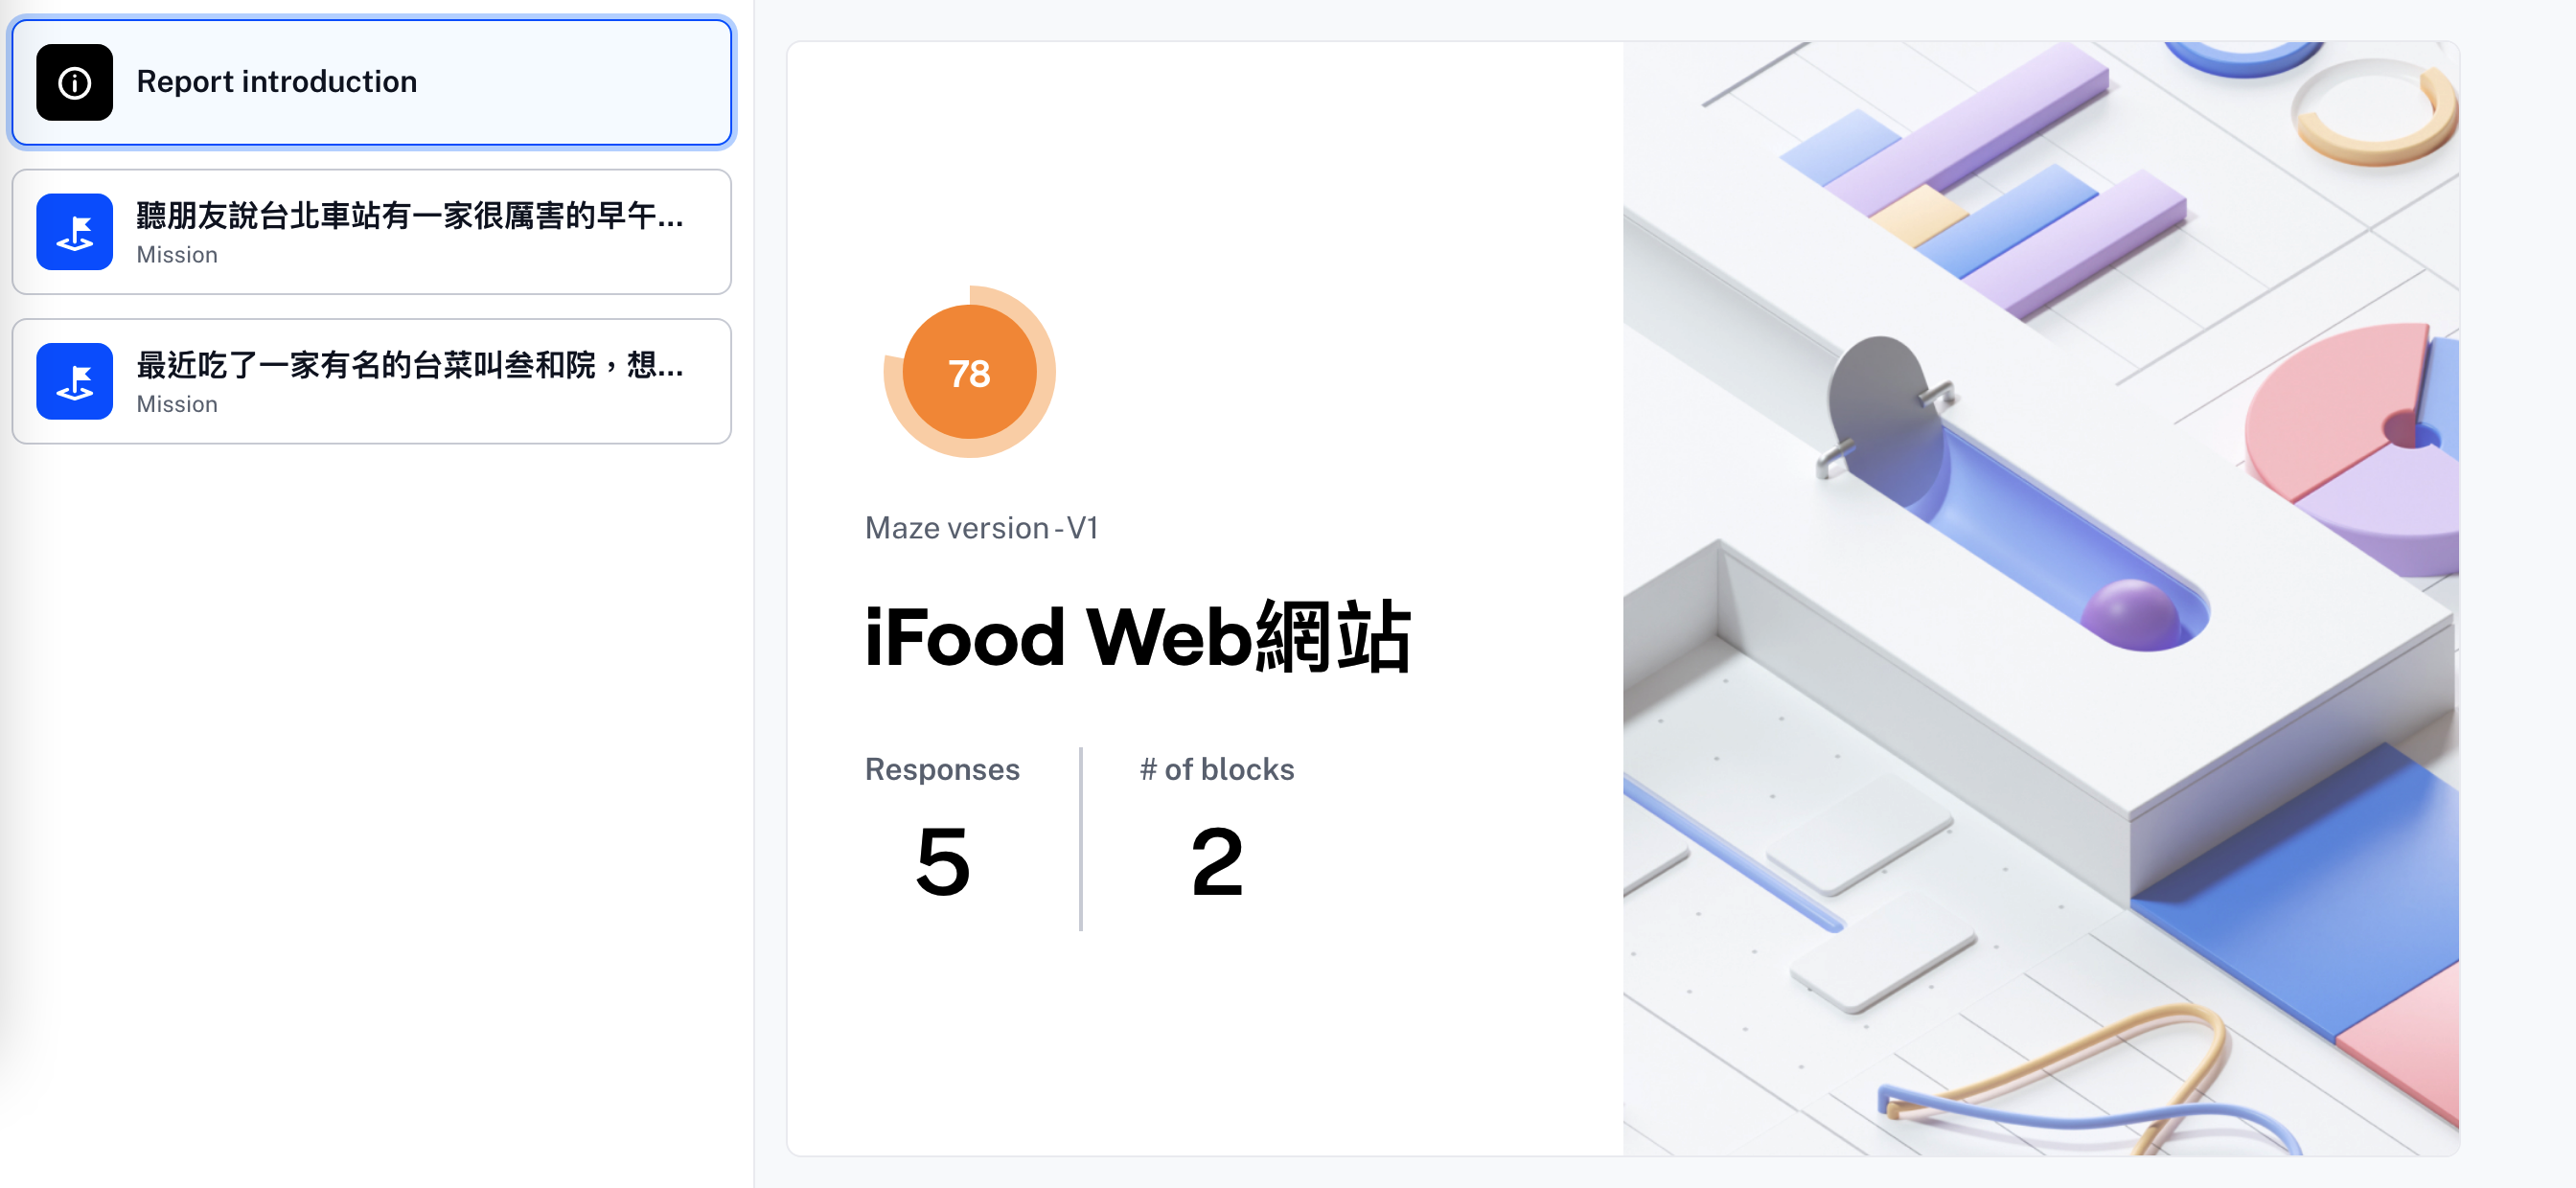 Report introduction
聽朋友說台北車站有一家很厲害的早午...
Mission
最近吃了一家有名的台菜叫叁和院，想...
Mission
78
Maze version - V1
iFood Web網站
Responses
# of blocks
5
2